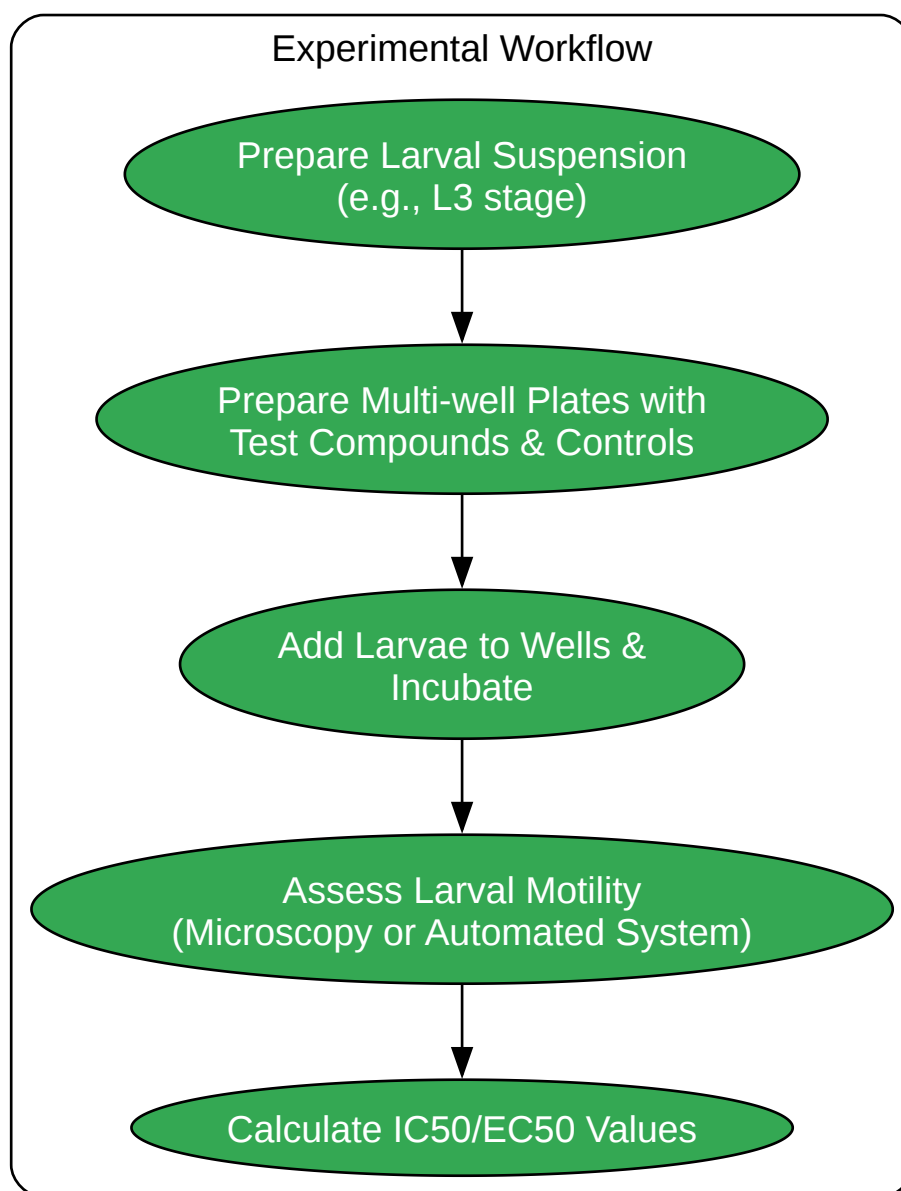 Experimental Workflow
Prepare Larval Suspension
(e.g., L3 stage)
Prepare Multi-well Plates with
Test Compounds & Controls
Add Larvae to Wells &
Incubate
Assess Larval Motility
(Microscopy or Automated System)
Calculate IC50/EC50 Values